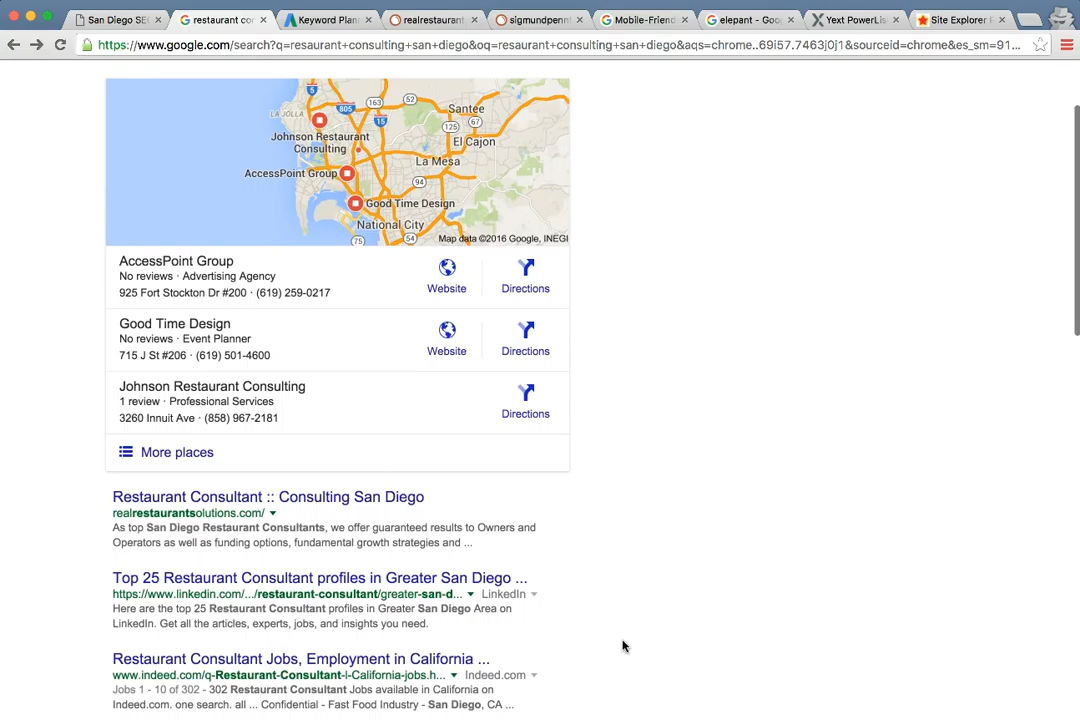 San Diego SEO
restaurant co
Keyword Plan
realrestaurant
sigmundpenn
Mobile-Friend
elepant - Goo
Yext PowerLis
Site Explorer
https://www.google.com/search?q=resaurant+consulting+san+diego&oq=resaurant+consulting+san+diego&aqs=chrome..69i57.7463j0j1&sourceid=chrome&es_sm=91...
5
805
163
52
Santee
LA JOLLA
15
125
67
Johnson Restaurant
Consulting
El Cajon
La Mesa
AccessPoint Group
94
Good Time Design
National City
75
54
Map data ©2016 Google, INEGI
AccessPoint Group
No reviews · Advertising Agency
925 Fort Stockton Dr #200 · (619) 259-0217
Website
Directions
Good Time Design
No reviews · Event Planner
715 J St #206 · (619) 501-4600
Website
Directions
Johnson Restaurant Consulting
1 review · Professional Services
3260 Innuit Ave · (858) 967-2181
Directions
More places
Restaurant Consultant :: Consulting San Diego
realrestaurantsolutions.com/
As top San Diego Restaurant Consultants, we offer guaranteed results to Owners and
Operators as well as funding options, fundamental growth strategies and ...
Top 25 Restaurant Consultant profiles in Greater San Diego ...
https://www.linkedin.com/.../restaurant-consultant/greater-san-d... LinkedIn
Here are the top 25 Restaurant Consultant profiles in Greater San Diego Area on
LinkedIn. Get all the articles, experts, jobs, and insights you need.
Restaurant Consultant Jobs, Employment in California ...
www.indeed.com/q-Restaurant-Consultant-l-California-jobs.h... Indeed.com
Jobs 1 - 10 of 302 - 302 Restaurant Consultant Jobs available in California on
Indeed.com. one search. all ... Confidential - Fast Food Industry - San Diego, CA ...